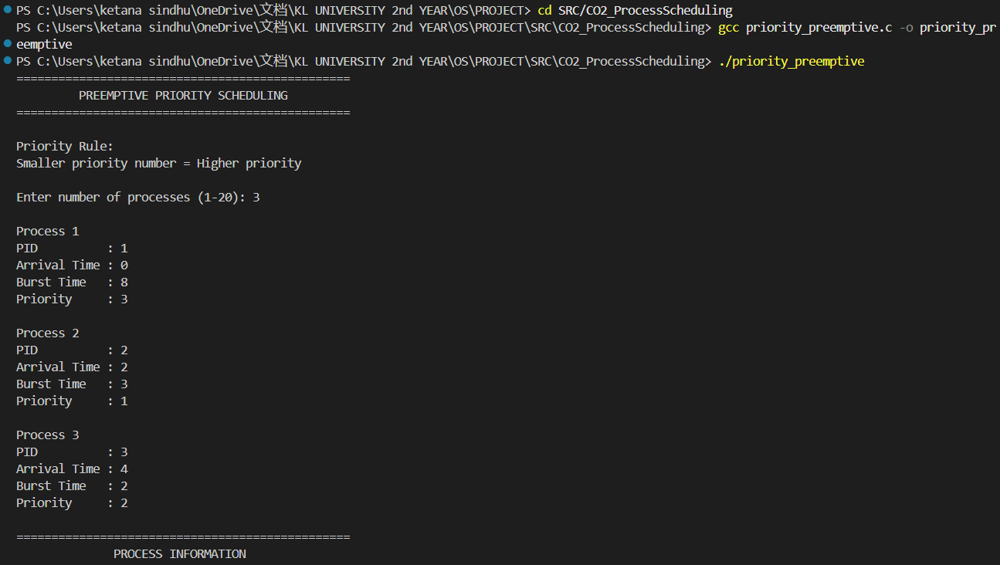 PS C:\Users\ketana sindhu\OneDrive\文档\KL UNIVERSITY 2nd YEAR\OS\PROJECT> cd SRC/CO2_ProcessScheduling
PS C:\Users\ketana sindhu\OneDrive\文档\KL UNIVERSITY 2nd YEAR\OS\PROJECT\SRC\CO2_ProcessScheduling> gcc priority_preemptive.c -o priority_pr
eemptive
PS C:\Users\ketana sindhu\OneDrive\文档\KL UNIVERSITY 2nd YEAR\OS\PROJECT\SRC\CO2_ProcessScheduling> ./priority_preemptive
================================================
PREEMPTIVE PRIORITY SCHEDULING
================================================
Priority Rule:
Smaller priority number = Higher priority
Enter number of processes (1-20): 3
Process 1
PID          : 1
Arrival Time : 0
Burst Time   : 8
Priority     : 3
Process 2
PID          : 2
Arrival Time : 2
Burst Time   : 3
Priority     : 1
Process 3
PID          : 3
Arrival Time : 4
Burst Time   : 2
Priority     : 2
================================================
PROCESS INFORMATION